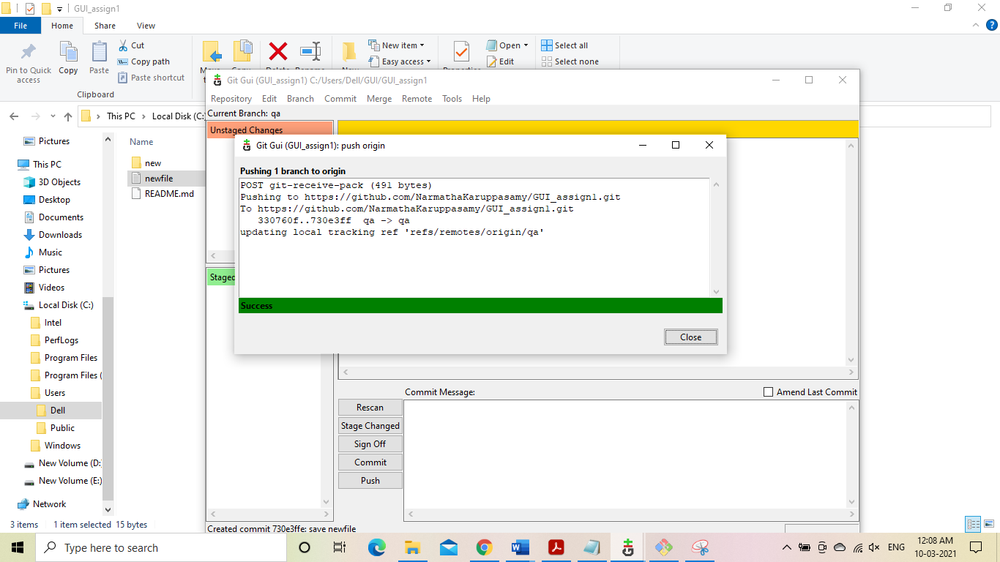 GUI_assign1
File Home Share View
Pin to Quick access
Copy
Paste
Cut
Copy path
Paste shortcut
Clipboard
New item
Easy access
Open
Edit
Select all
Select none
Git Gui (GUI_assign1) C:/Users/Dell/GUI/GUI_assign1
Repository Edit Branch Commit Merge Remote Tools Help
This PC > Local Disk (C:
Current Branch: qa
Unstaged Changes
Git Gui (GUI_assign1): push origin
Pushing 1 branch to origin
POST git-receive-pack (491 bytes)
Pushing to https://github.com/NarmathaKaruppasamy/GUI_assign1.git
To https://github.com/NarmathaKaruppasamy/GUI_assign1.git
330760f..730e3ff qa -> qa
updating local tracking ref 'refs/remotes/origin/qa'
Success
Close
Pictures
This PC
3D Objects
Desktop
Documents
Downloads
Music
Pictures
Videos
Local Disk (C:)
Intel
PerfLogs
Program Files
Program Files (
Users
Dell
Public
Windows
New Volume (D:)
New Volume (E:)
Network
Name
new
newfile
README.md
Staged
Commit Message:
Amend Last Commit
Rescan
Stage Changed
Sign Off
Commit
Push
3 items 1 item selected 15 bytes
Created commit 730e3ffe: save newfile
Type here to search
ENG
12:08 AM
10-03-2021